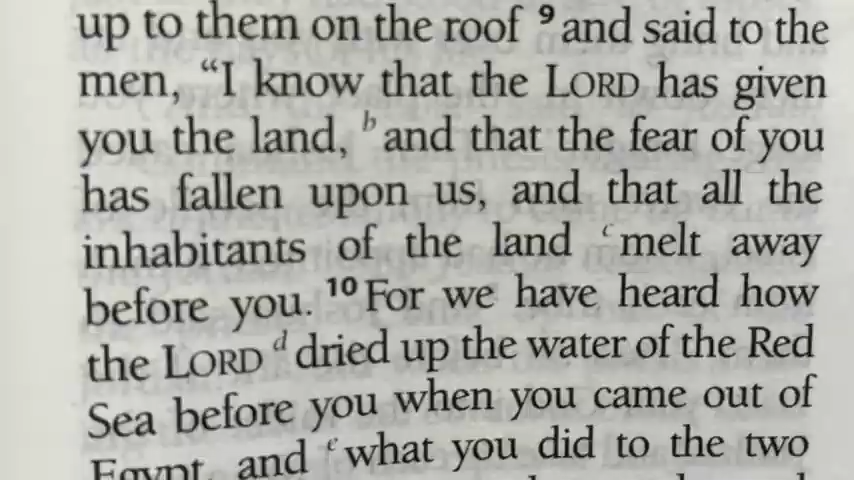 up to them on the roof 9 and said to the
men, “I know that the LORD has given
you the land, b and that the fear of you
has fallen upon us, and that all the
inhabitants of the land c melt away
before you. 10 For we have heard how
the LORD d dried up the water of the Red
Sea before you when you came out of
Egypt, and e what you did to the two